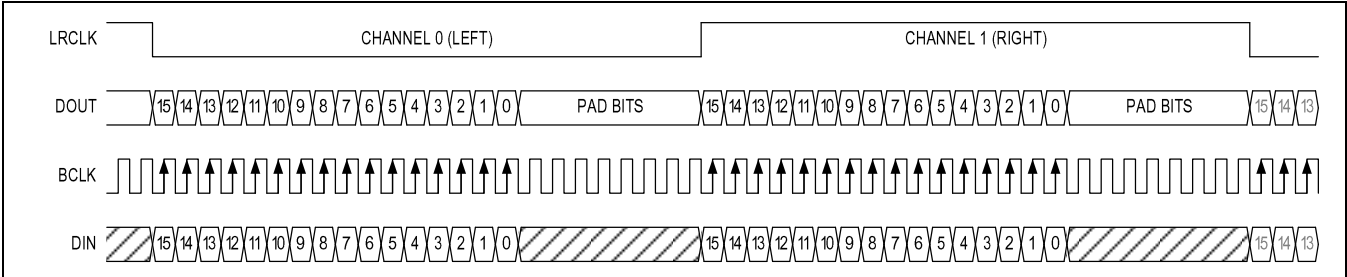 LRCLK CHANNEL 0 (LEFT) CHANNEL 1 (RIGHT)
DOUT 15 14 13 12 11 10 9 8 7 6 5 4 3 2 1 0 PAD BITS 15 14 13 12 11 10 9 8 7 6 5 4 3 2 1 0 PAD BITS 15 14 13
BCLK
DIN 15 14 13 12 11 10 9 8 7 6 5 4 3 2 1 0 15 14 13 12 11 10 9 8 7 6 5 4 3 2 1 0 15 14 13